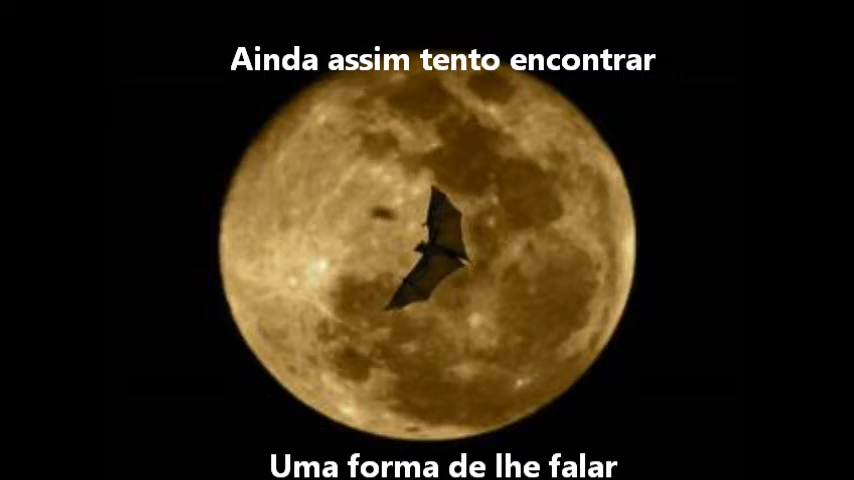 Ainda assim tento encontrar
Uma forma de lhe falar